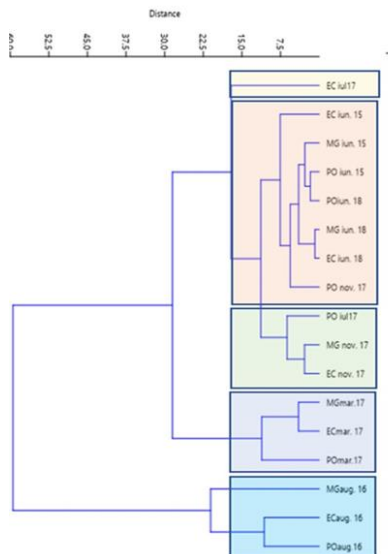 Distance
52.5 45.0 37.5 30.0 22.5 15.0 7.5
EC iul17
EC iun. 15
MG iun. 15
PO iun. 15
POiun. 18
MG iun. 18
EC iun. 18
PO nov. 17
PO iul17
MG nov. 17
EC nov. 17
MGmar.17
ECmar. 17
POmar.17
MGaug. 16
ECaug. 16
POaug.16